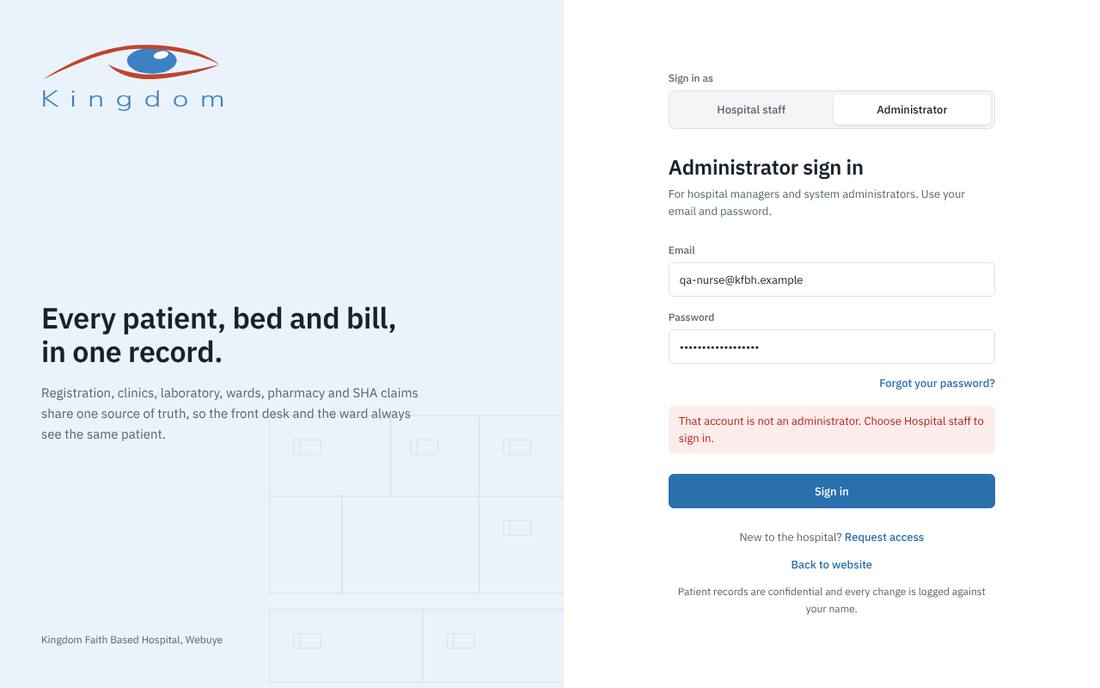 Kingdom
Every patient, bed and bill,
in one record.
Registration, clinics, laboratory, wards, pharmacy and SHA claims
share one source of truth, so the front desk and the ward always
see the same patient.
Kingdom Faith Based Hospital, Webuye
Sign in as
Hospital staff
Administrator
Administrator sign in
For hospital managers and system administrators. Use your
email and password.
Email
qa-nurse@kfbh.example
Password
••••••••••••••••••
Forgot your password?
That account is not an administrator. Choose Hospital staff to
sign in.
Sign in
New to the hospital? Request access
Back to website
Patient records are confidential and every change is logged against
your name.